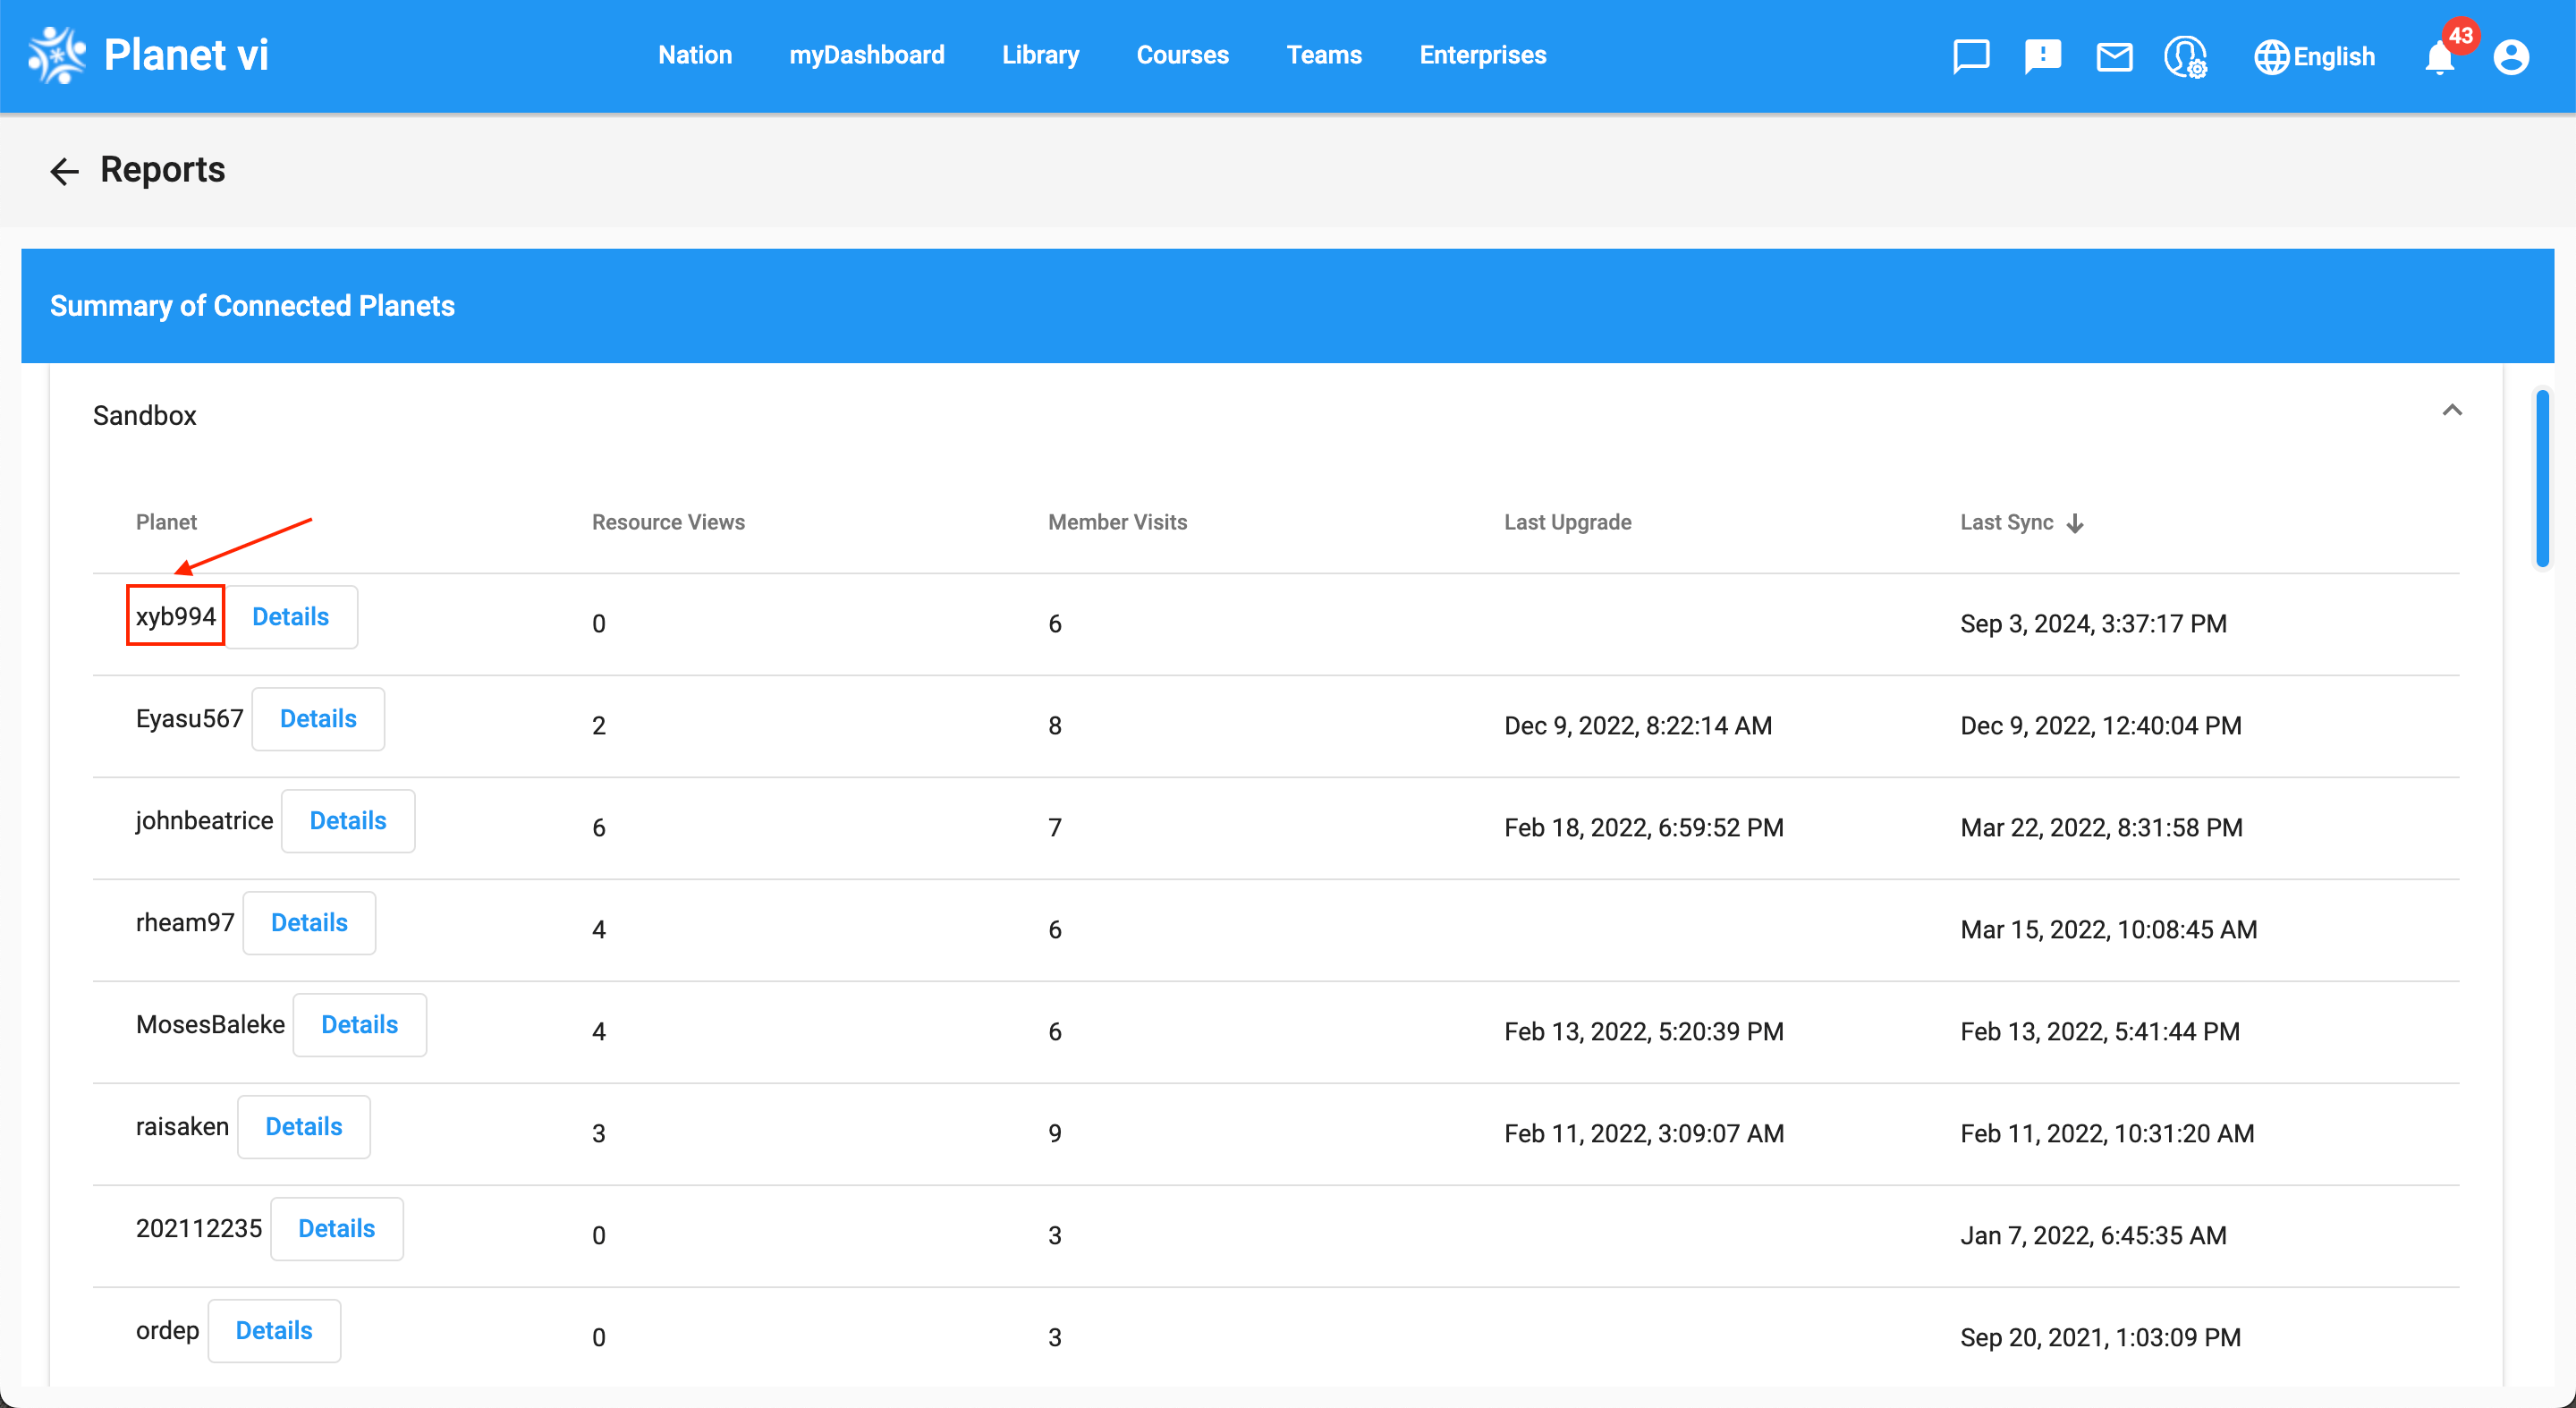 Planet vi Nation myDashboard Library Courses Teams Enterprises English 43
Reports
Summary of Connected Planets
Sandbox
Planet Resource Views Member Visits Last Upgrade Last Sync
xyb994 Details 0 6 Sep 3, 2024, 3:37:17 PM
Eyasu567 Details 2 8 Dec 9, 2022, 8:22:14 AM Dec 9, 2022, 12:40:04 PM
johnbeatrice Details 6 7 Feb 18, 2022, 6:59:52 PM Mar 22, 2022, 8:31:58 PM
rheam97 Details 4 6 Mar 15, 2022, 10:08:45 AM
MosesBaleke Details 4 6 Feb 13, 2022, 5:20:39 PM Feb 13, 2022, 5:41:44 PM
raisaken Details 3 9 Feb 11, 2022, 3:09:07 AM Feb 11, 2022, 10:31:20 AM
202112235 Details 0 3 Jan 7, 2022, 6:45:35 AM
ordep Details 0 3 Sep 20, 2021, 1:03:09 PM